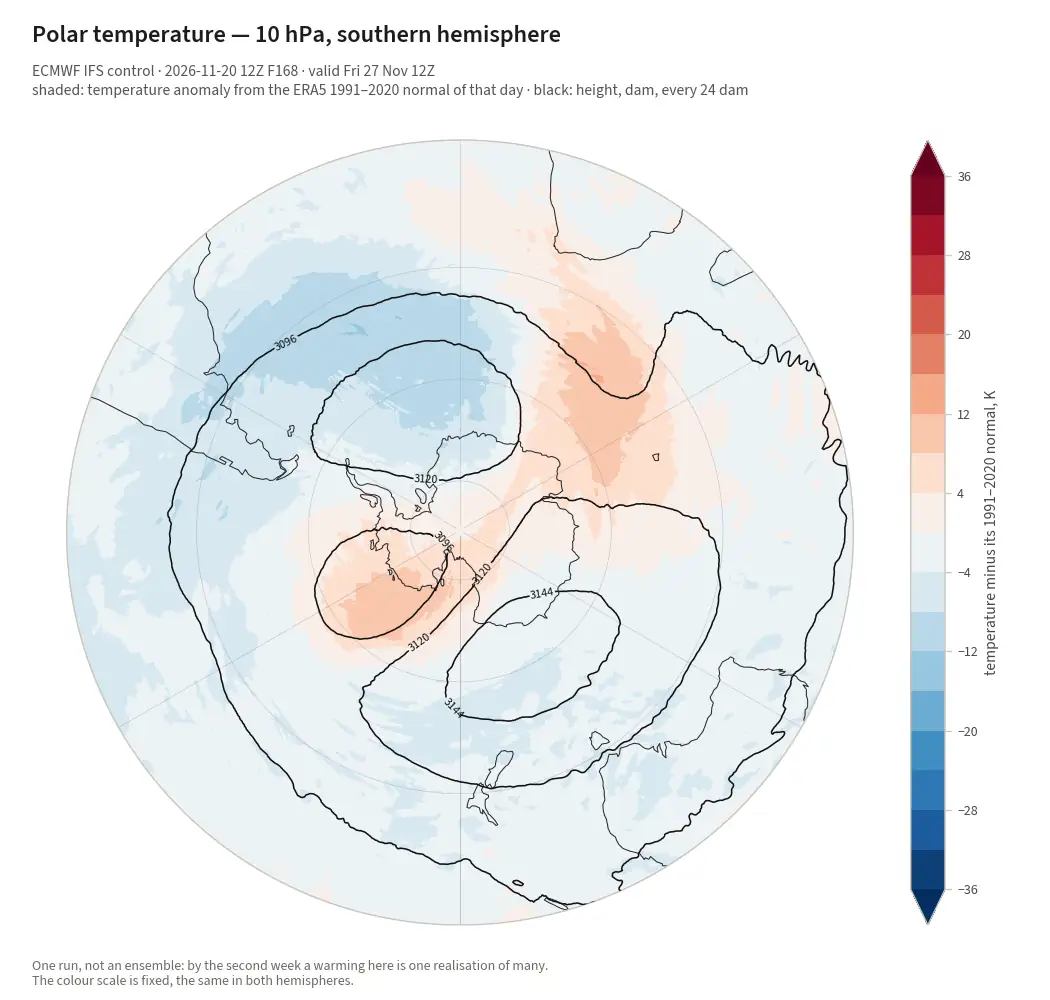 Polar temperature — 10 hPa, southern hemisphere
ECMWF IFS control · 2026-11-20 12Z F168 · valid Fri 27 Nov 12Z
shaded: temperature anomaly from the ERA5 1991–2020 normal of that day · black: height, dam, every 24 dam
3096
3120
3096
3120
3144
3120
3144
36
28
20
12
4
−4
−12
−20
−28
−36
temperature minus its 1991–2020 normal, K
One run, not an ensemble: by the second week a warming here is one realisation of many.
The colour scale is fixed, the same in both hemispheres.